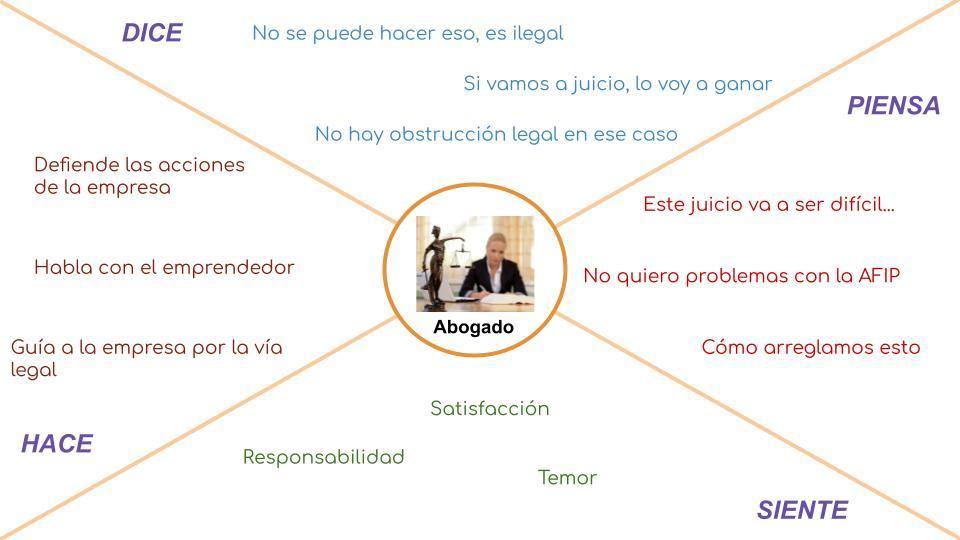 DICE
No se puede hacer eso, es ilegal
Si vamos a juicio, lo voy a ganar
No hay obstrucción legal en ese caso
PIENSA
Este juicio va a ser difícil...
No quiero problemas con la AFIP
Cómo arreglamos esto
Defiende las acciones
de la empresa
Habla con el emprendedor
Guía a la empresa por la vía
legal
HACE
Abogado
Satisfacción
Responsabilidad
Temor
SIENTE